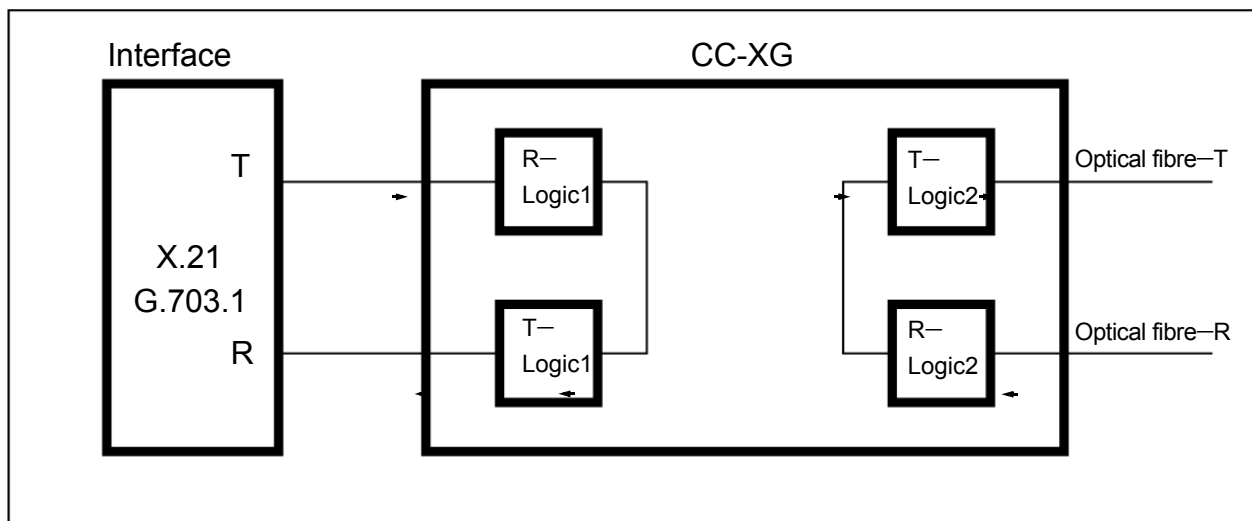 Interface
CC-XG
T
X.21
G.703.1
R
R—
Logic1
T—
Logic1
T—
Logic2
R—
Logic2
Optical fibre—T
Optical fibre—R